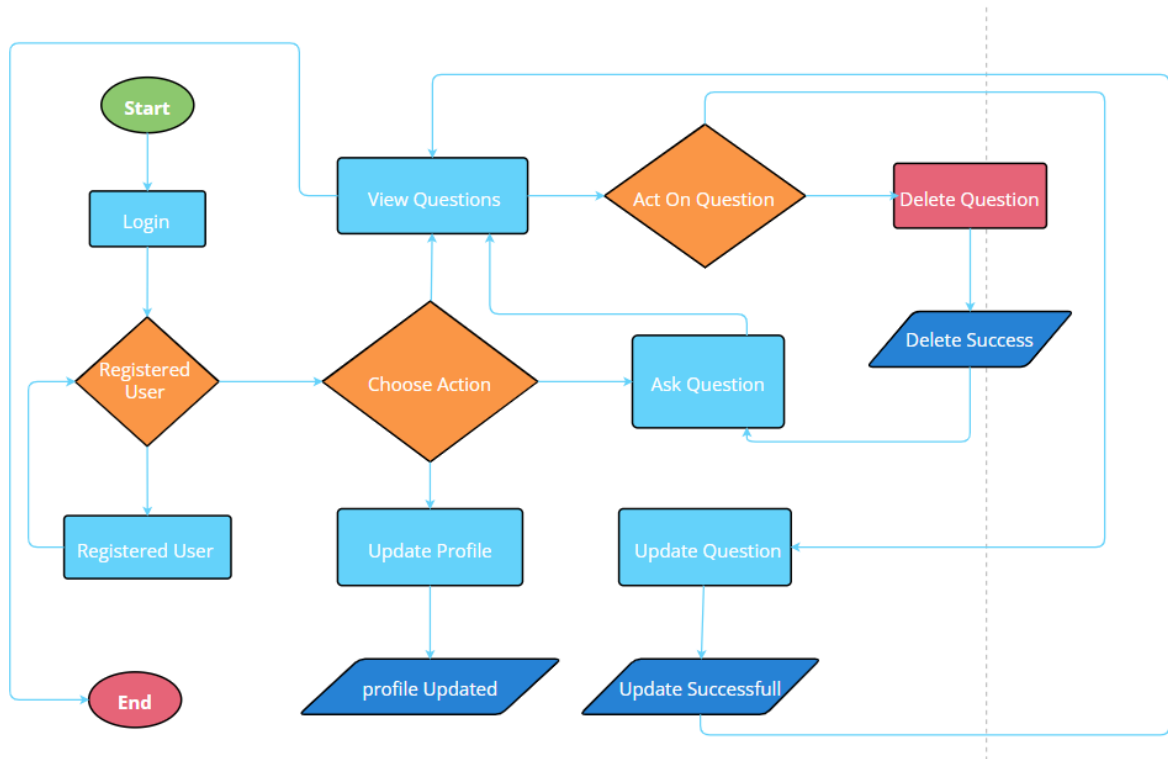 Start
View Questions
Act On Question
Delete Question
Login
Delete Success
Registered
User
Choose Action
Ask Question
Registered User
Update Profile
Update Question
End
profile Updated
Update Successfull